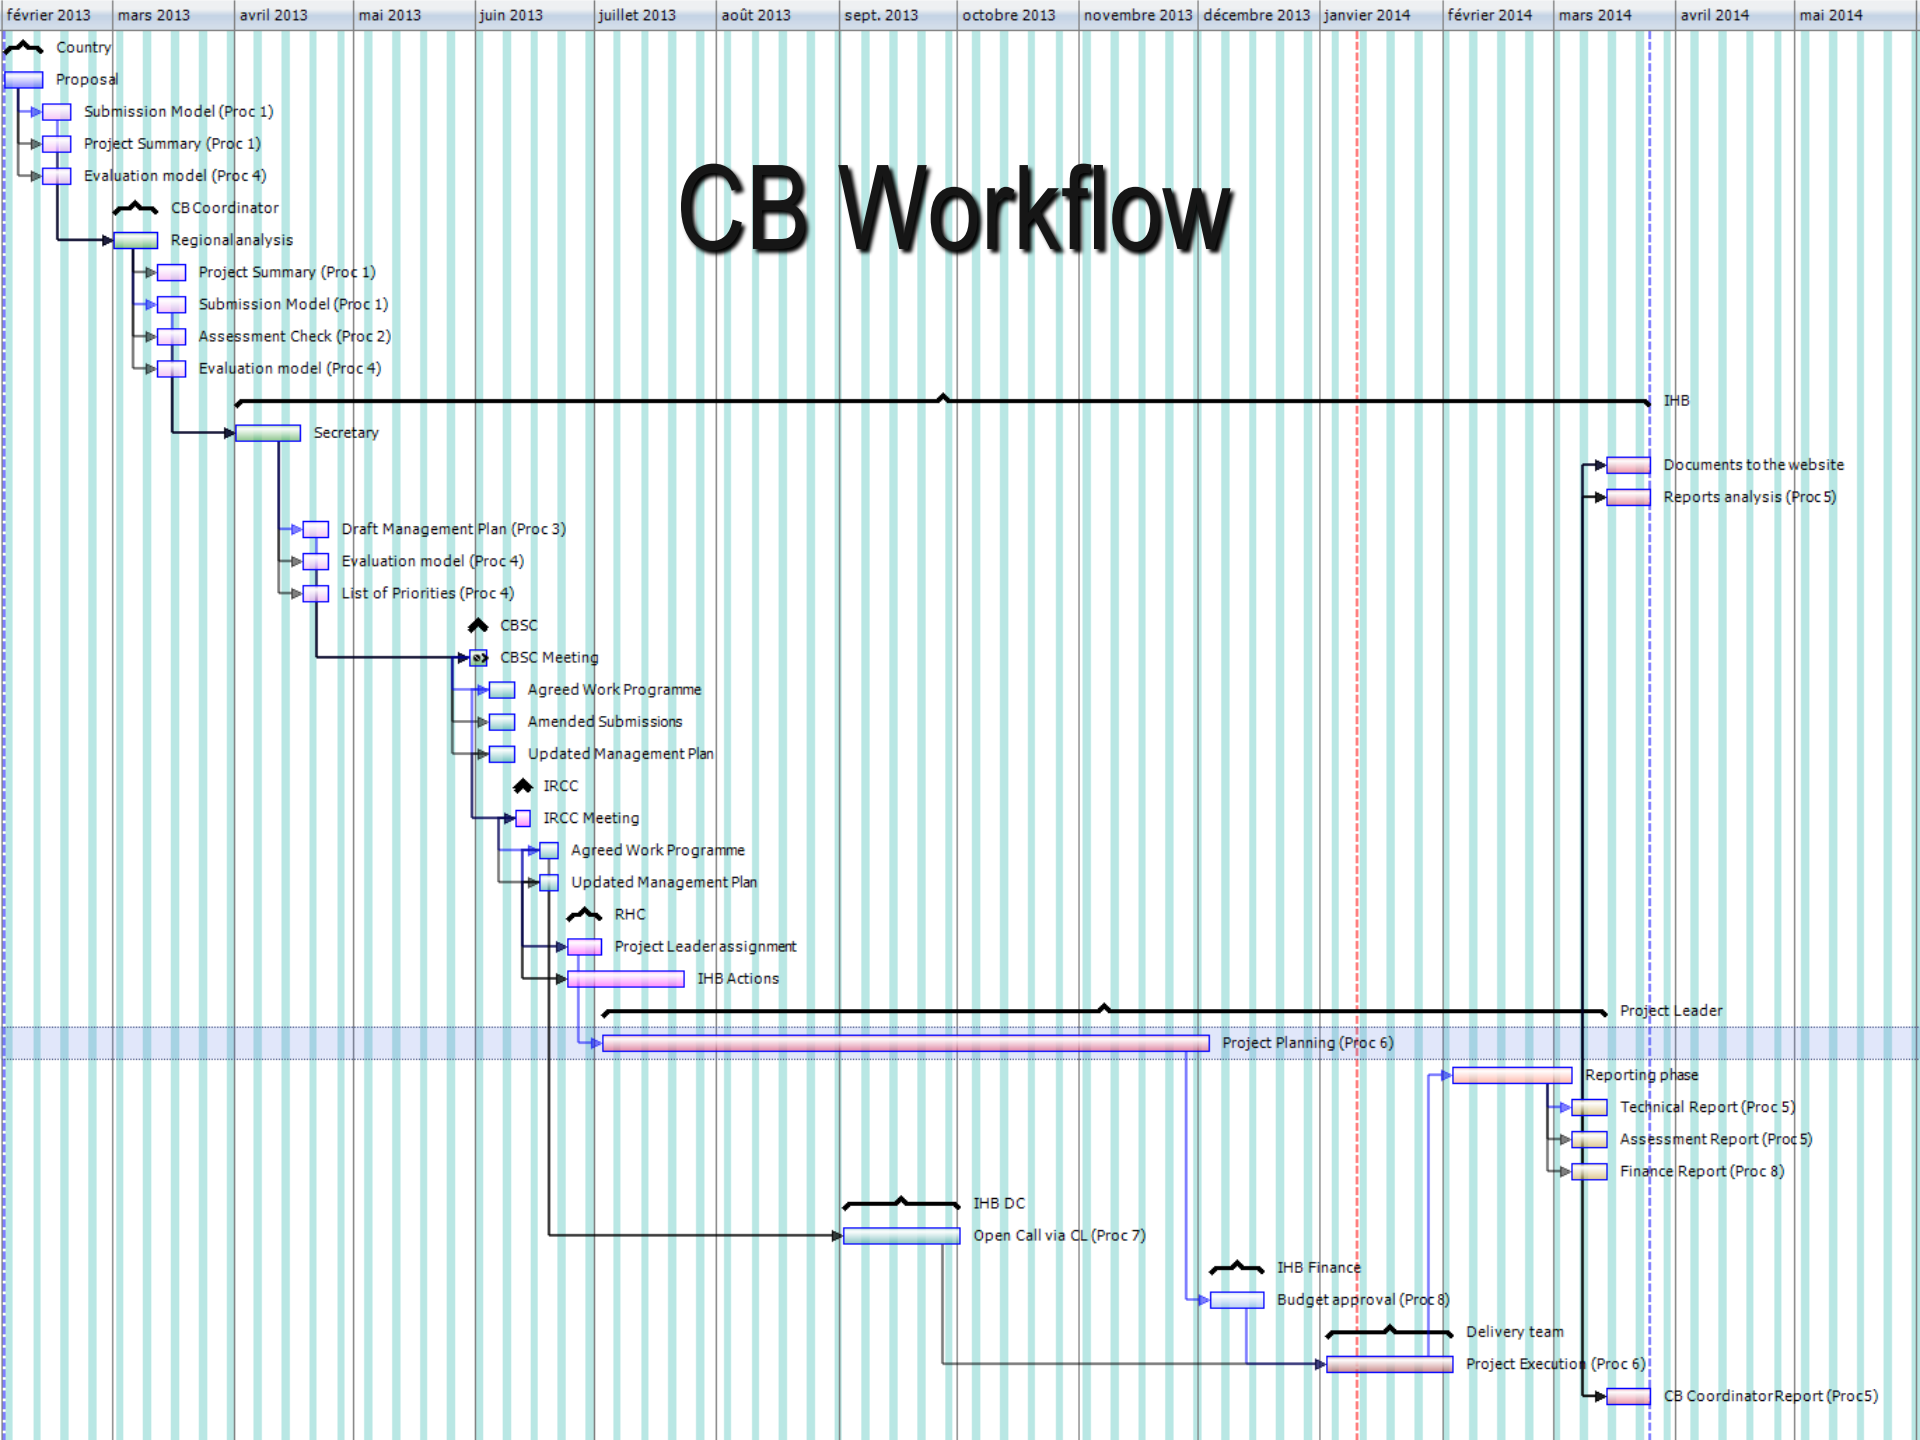 février 2013 mars 2013 avril 2013 mai 2013 juin 2013 juillet 2013 août 2013 sept. 2013 octobre 2013 novembre 2013 décembre 2013 janvier 2014 février 2014 mars 2014 avril 2014 mai 2014
Country
Proposal
Submission Model (Proc 1)
Project Summary (Proc 1)
Evaluation model (Proc 4)
CB Workflow
CB Coordinator
Regional analysis
Project Summary (Proc 1)
Submission Model (Proc 1)
Assessment Check (Proc 2)
Evaluation model (Proc 4)
IHB
Secretary
Documents to the website
Reports analysis (Proc 5)
Draft Management Plan (Proc 3)
Evaluation model (Proc 4)
List of Priorities (Proc 4)
CBSC
CBSC Meeting
Agreed Work Programme
Amended Submissions
Updated Management Plan
IRCC
IRCC Meeting
Agreed Work Programme
Updated Management Plan
RHC
Project Leader assignment
IHB Actions
Project Leader
Project Planning (Proc 6)
Reporting phase
Technical Report (Proc 5)
Assessment Report (Proc 5)
Finance Report (Proc 8)
IHB DC
Open Call via CL (Proc 7)
IHB Finance
Budget approval (Proc 8)
Delivery team
Project Execution (Proc 6)
CB Coordinator Report (Proc 5)